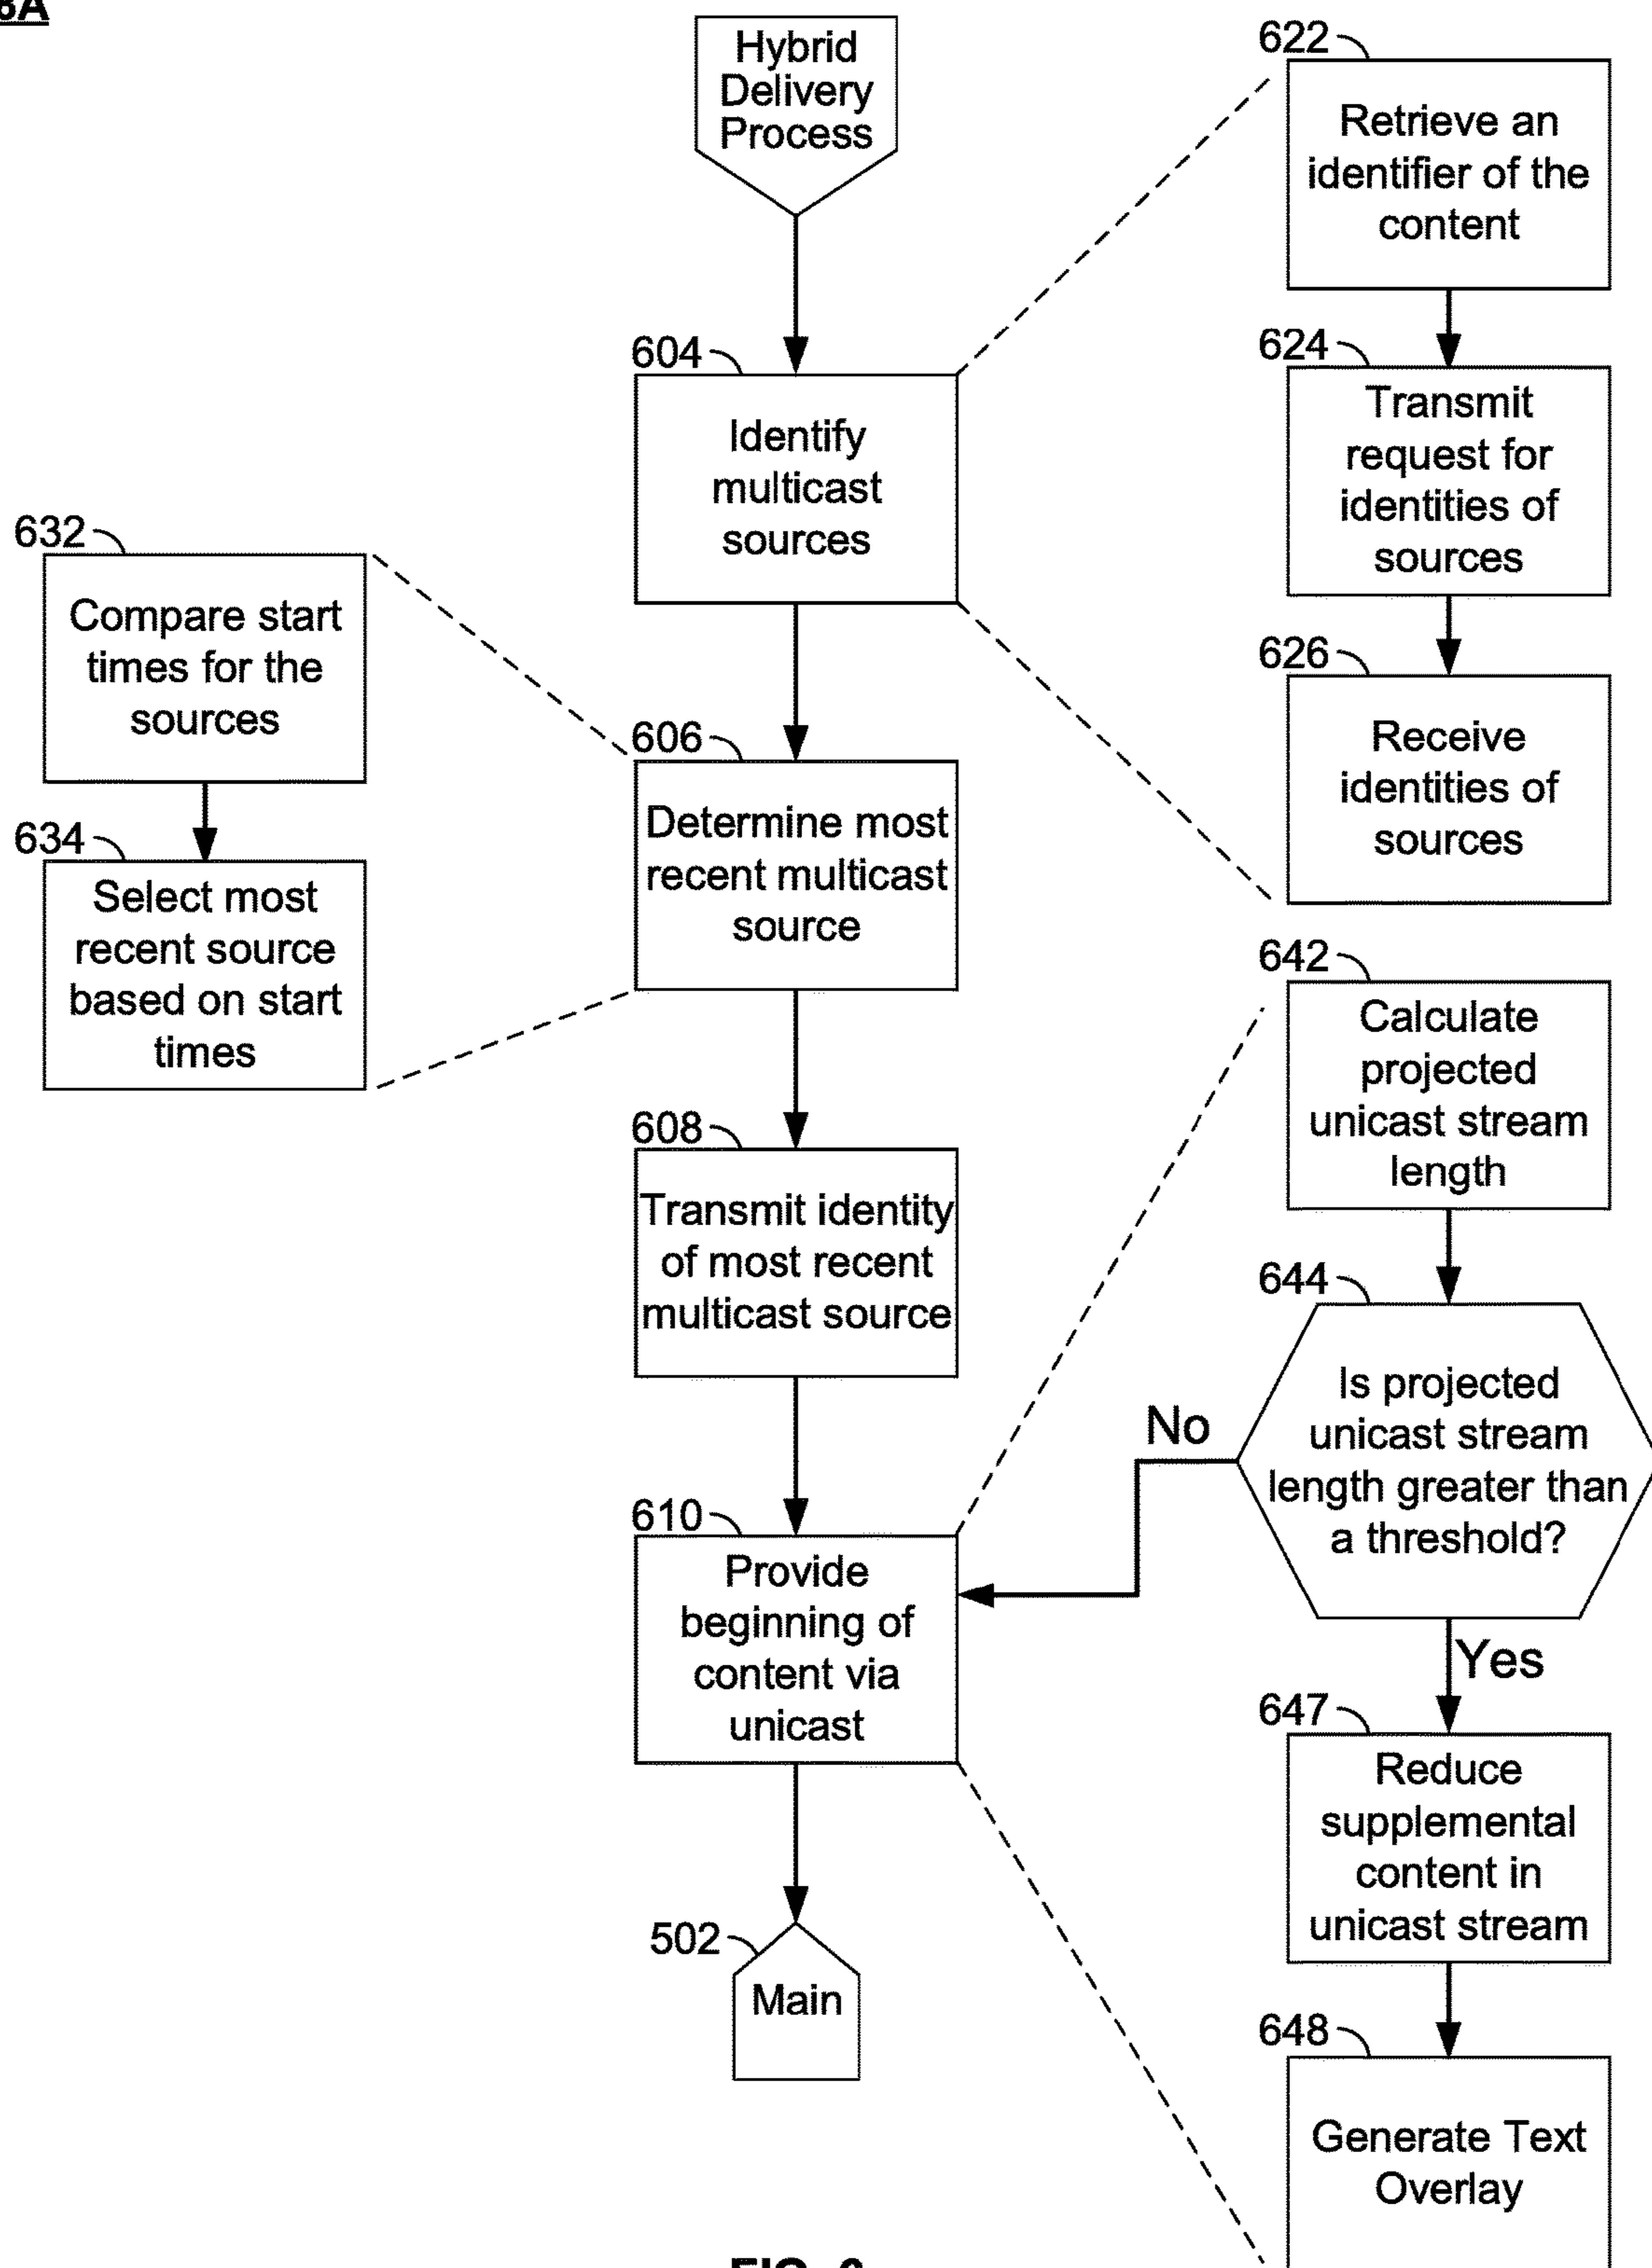 Hybrid
Delivery
Process
604
Identify
multicast
sources
622
Retrieve an
identifier of the
content
624
Transmit
request for
identities of
sources
626
Receive
identities of
sources
632
Compare start
times for the
sources
634
Select most
recent source
based on start
times
606
Determine most
recent multicast
source
608
Transmit identity
of most recent
multicast source
610
Provide
beginning of
content via
unicast
642
Calculate
projected
unicast stream
length
644
Is projected
unicast stream
length greater than
a threshold?
No
Yes
647
Reduce
supplemental
content in
unicast stream
648
Generate Text
Overlay
502
Main